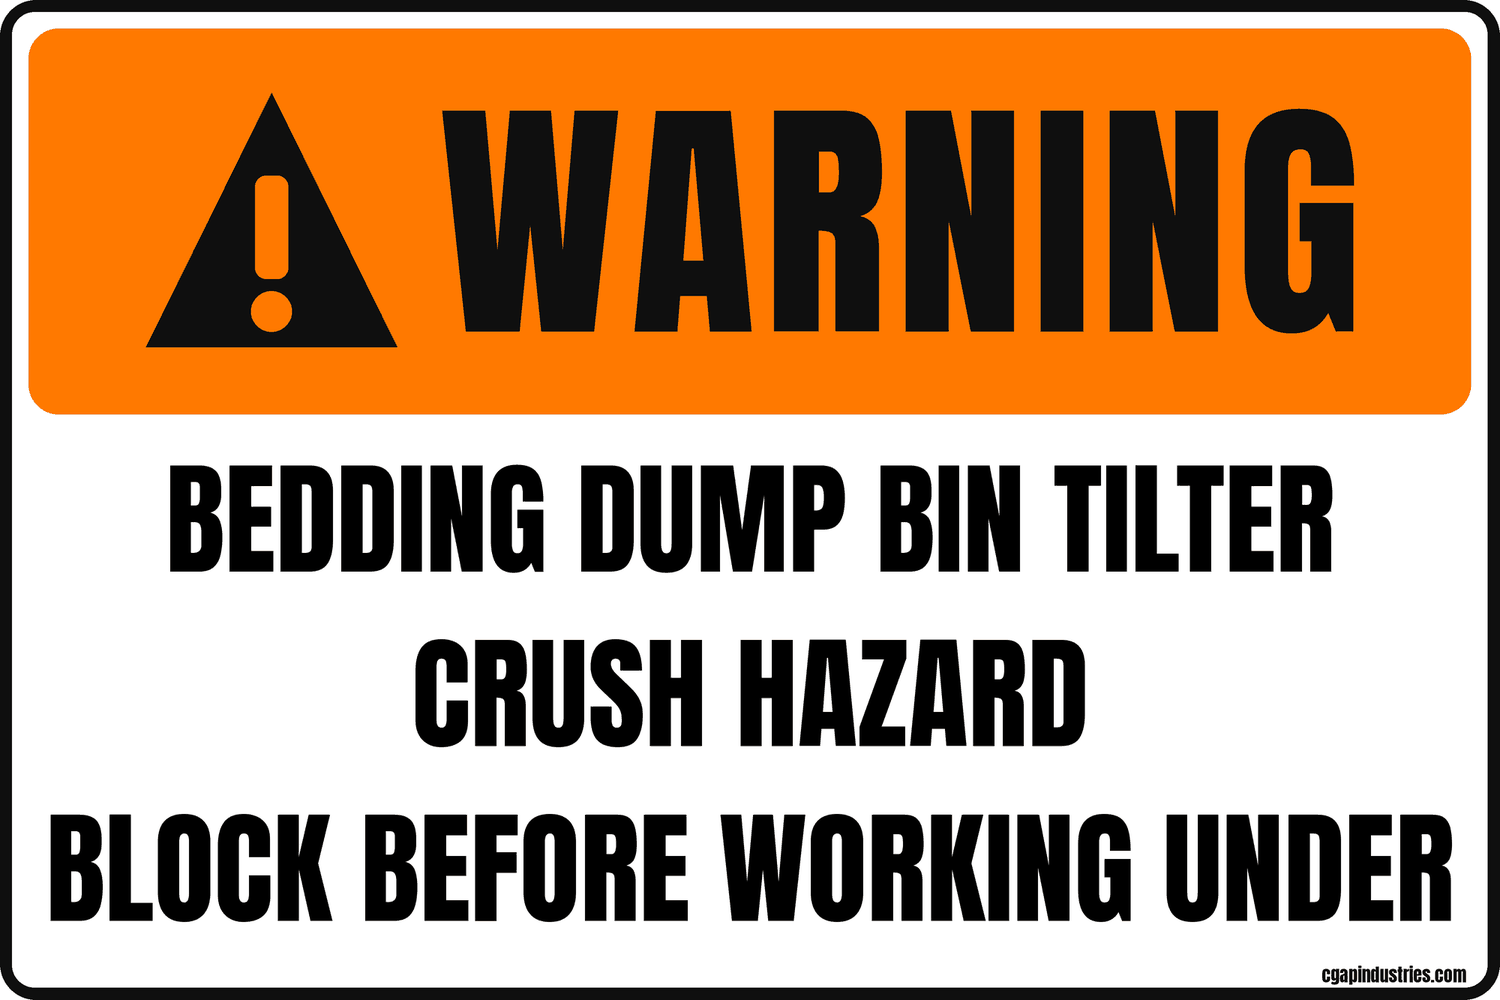 WARNING
BEDDING DUMP BIN TILTER
CRUSH HAZARD
BLOCK BEFORE WORKING UNDER
cgapindustries.com